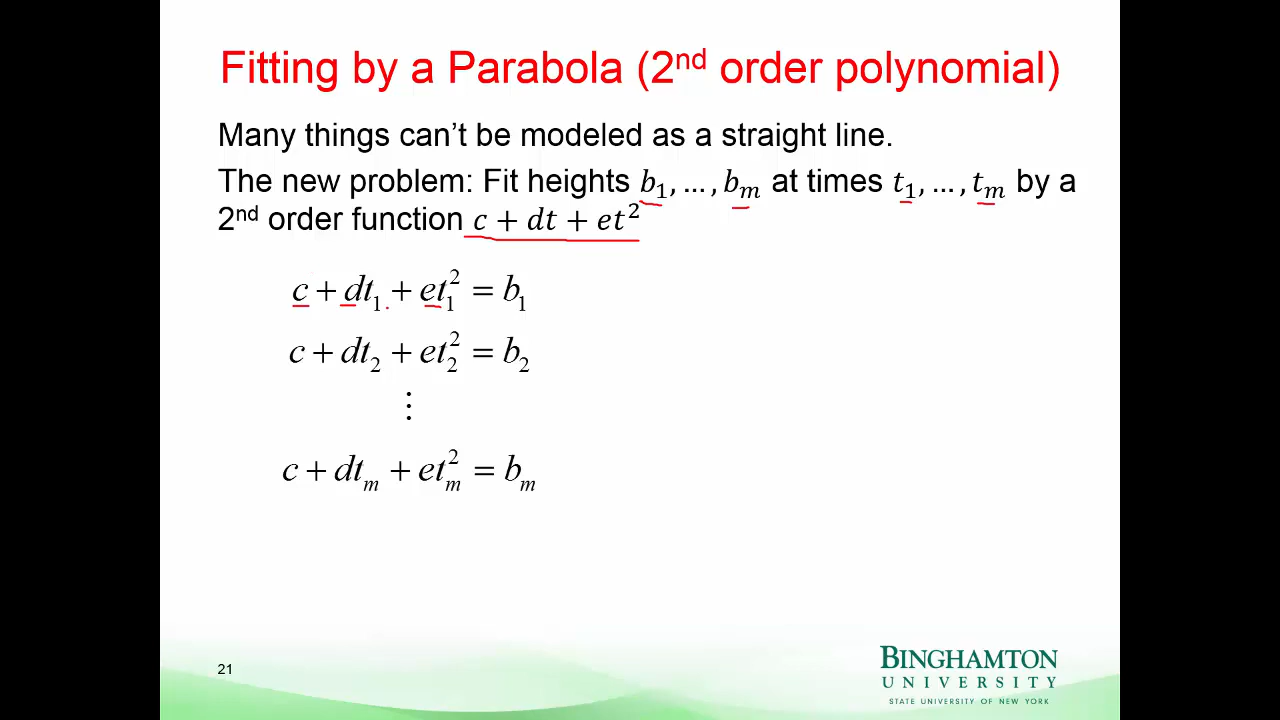 Fitting by a Parabola (2nd order polynomial)
Many things can’t be modeled as a straight line.
The new problem: Fit heights b₁, … , bₘ at times t₁, … , tₘ by a
2nd order function c + dt + et²
c + dt₁ + et₁² = b₁
c + dt₂ + et₂² = b₂
⋮
c + dtₘ + etₘ² = bₘ
21
BINGHAMTON
UNIVERSITY
STATE UNIVERSITY OF NEW YORK